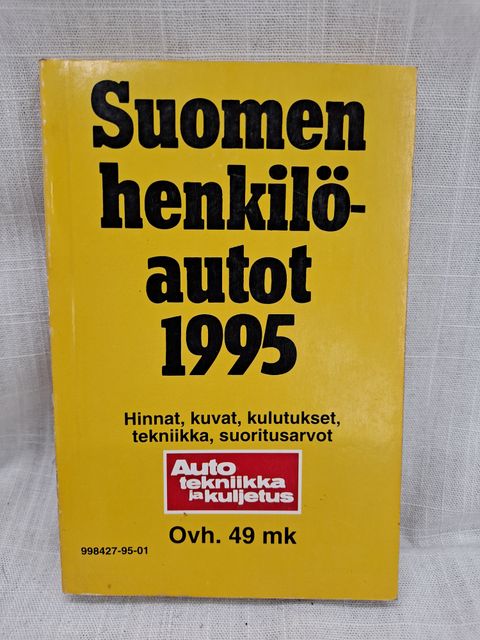 Suomen
henkilö-
autot
1995
Hinnat, kuvat, kulutukset,
tekniikka, suoritusarvot
Auto
tekniikka
ja kuljetus
Ovh. 49 mk
998427-95-01